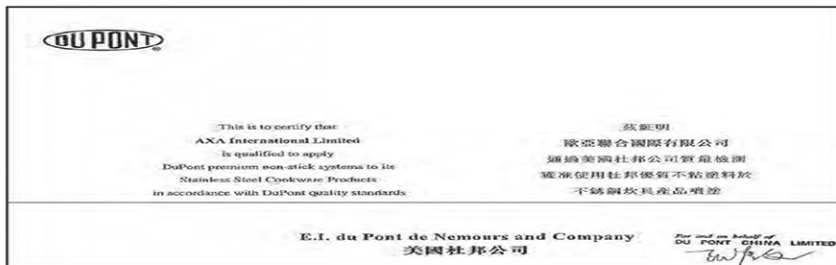 DU PONT
®
This is to certify that
AXA International Limited
is qualified to apply
DuPont premium non-stick systems to its
Stainless Steel Cookware Products
in accordance with DuPont quality standards
茲証明
歐亞聯合國際有限公司
通過美國杜邦公司質量檢測
獲准使用杜邦優質不粘塗料於
不銹鋼炊具產品噴塗
E.I. du Pont de Nemours and Company
美國杜邦公司
For and on behalf of
DU PONT CHINA LIMITED